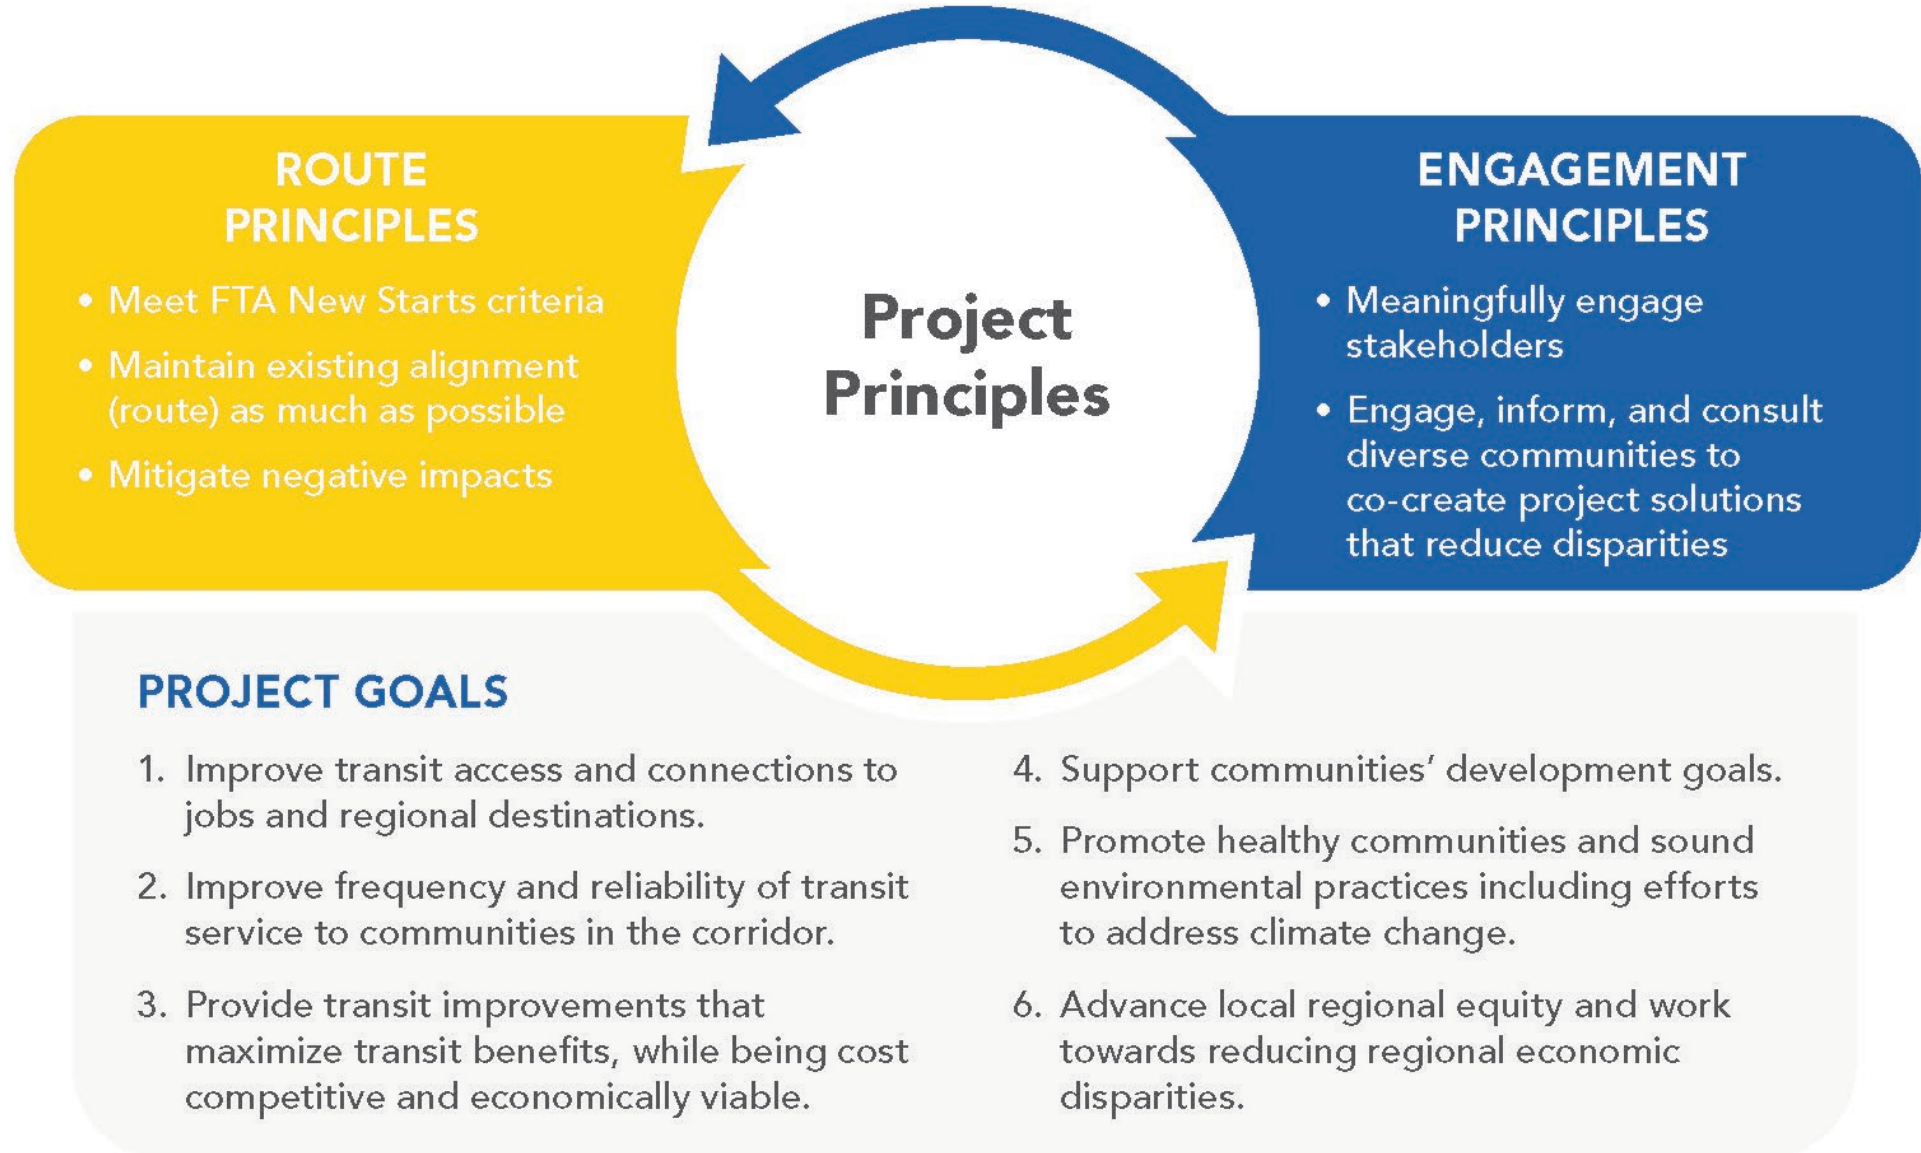 ROUTE
PRINCIPLES
• Meet FTA New Starts criteria
• Maintain existing alignment
(route) as much as possible
• Mitigate negative impacts
Project
Principles
ENGAGEMENT
PRINCIPLES
• Meaningfully engage
stakeholders
• Engage, inform, and consult
diverse communities to
co-create project solutions
that reduce disparities
PROJECT GOALS
1. Improve transit access and connections to
jobs and regional destinations.
2. Improve frequency and reliability of transit
service to communities in the corridor.
3. Provide transit improvements that
maximize transit benefits, while being cost
competitive and economically viable.
4. Support communities’ development goals.
5. Promote healthy communities and sound
environmental practices including efforts
to address climate change.
6. Advance local regional equity and work
towards reducing regional economic
disparities.